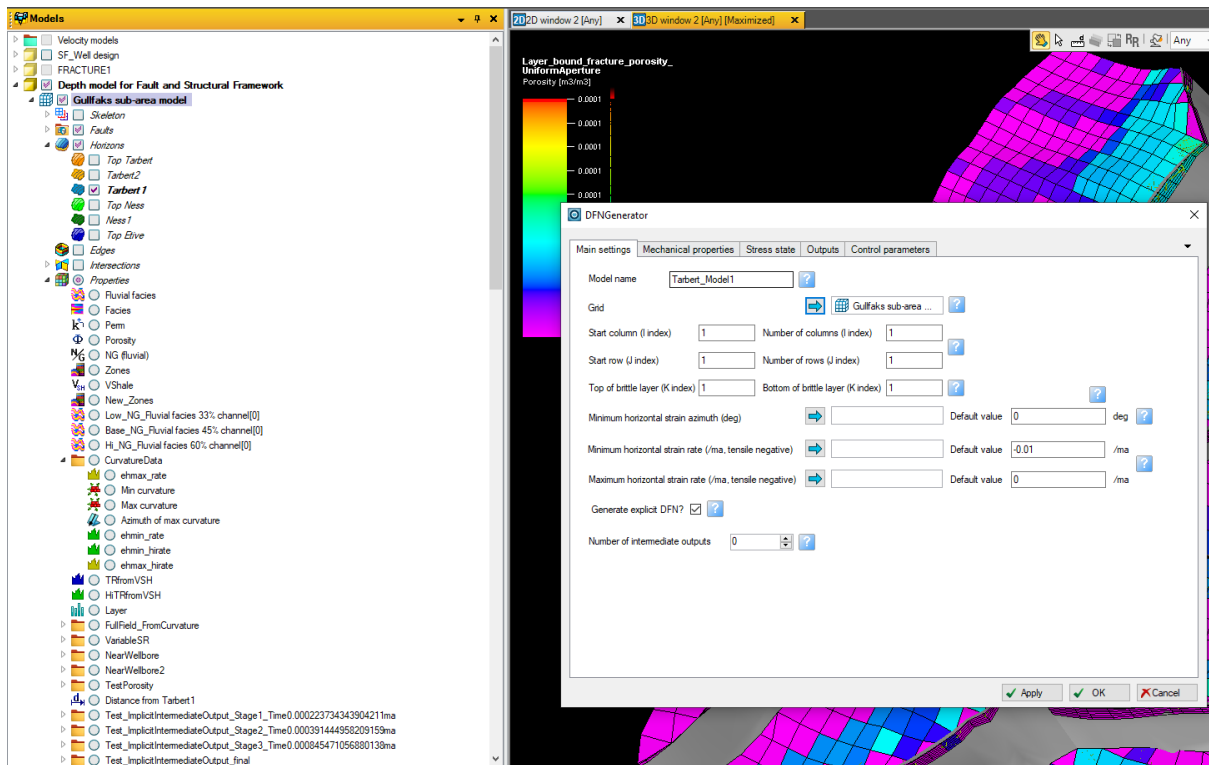 Models
Velocity models
SF_Well design
FRACTURE1
Depth model for Fault and Structural Framework
Gullfaks sub-area model
Skeleton
Faults
Horizons
Top Tarbert
Tarbert2
Tarbert1
Top Ness
Ness1
Top Etive
Edges
Intersections
Properties
Fluvial facies
Facies
Perm
Porosity
NG (fluvial)
Zones
VShale
New_Zones
Low_NG_Fluvial facies 33% channel[0]
Base_NG_Fluvial facies 45% channel[0]
Hi_NG_Fluvial facies 60% channel[0]
CurvatureData
ehmax_rate
Min curvature
Max curvature
Azimuth of max curvature
ehmin_rate
ehmin_hirate
ehmax_hirate
TRfromVSH
HiTRfromVSH
Layer
FullField_FromCurvature
VariableSR
NearWellbore
NearWellbore2
TestPorosity
Distance from Tarbert1
Test_ImplicitIntermediateOutput_Stage1_Time0.000223734343904211ma
Test_ImplicitIntermediateOutput_Stage2_Time0.000391444958209159ma
Test_ImplicitIntermediateOutput_Stage3_Time0.000845471056880138ma
Test_ImplicitIntermediateOutput_final
2D 2D window 2 [Any] 3D 3D window 2 [Any] [Maximized]
Any
Layer_bound_fracture_porosity_
UniformAperture
Porosity [m3/m3]
0.0001
0.0001
0.0001
0.0001
0.0001
DFNGenerator
Main settings Mechanical properties Stress state Outputs Control parameters
Model name Tarbert_Model1 ?
Grid Gullfaks sub-area ... ?
Start column (I index) 1 Number of columns (I index) 1
?
Start row (J index) 1 Number of rows (J index) 1
Top of brittle layer (K index) 1 Bottom of brittle layer (K index) 1 ?
?
Minimum horizontal strain azimuth (deg) Default value 0 deg ?
Minimum horizontal strain rate (/ma, tensile negative) Default value -0.01 /ma
?
Maximum horizontal strain rate (/ma, tensile negative) Default value 0 /ma
Generate explicit DFN? ?
Number of intermediate outputs 0 ?
Apply OK Cancel